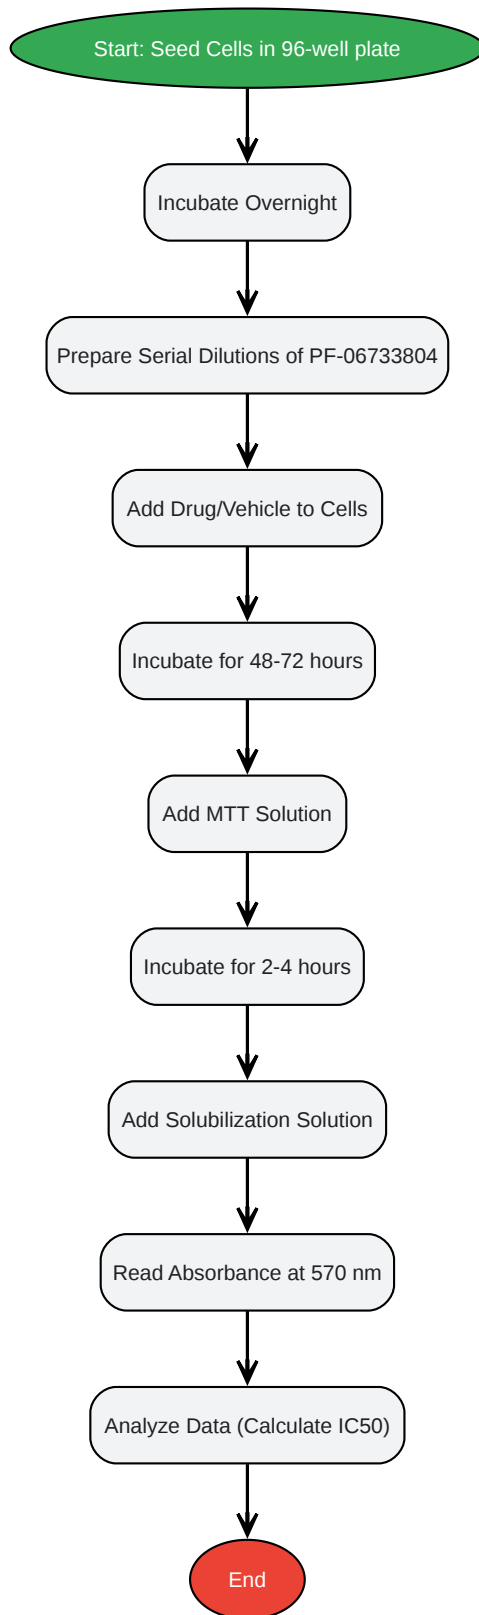 Start: Seed Cells in 96-well plate
Incubate Overnight
Prepare Serial Dilutions of PF-06733804
Add Drug/Vehicle to Cells
Incubate for 48-72 hours
Add MTT Solution
Incubate for 2-4 hours
Add Solubilization Solution
Read Absorbance at 570 nm
Analyze Data (Calculate IC50)
End